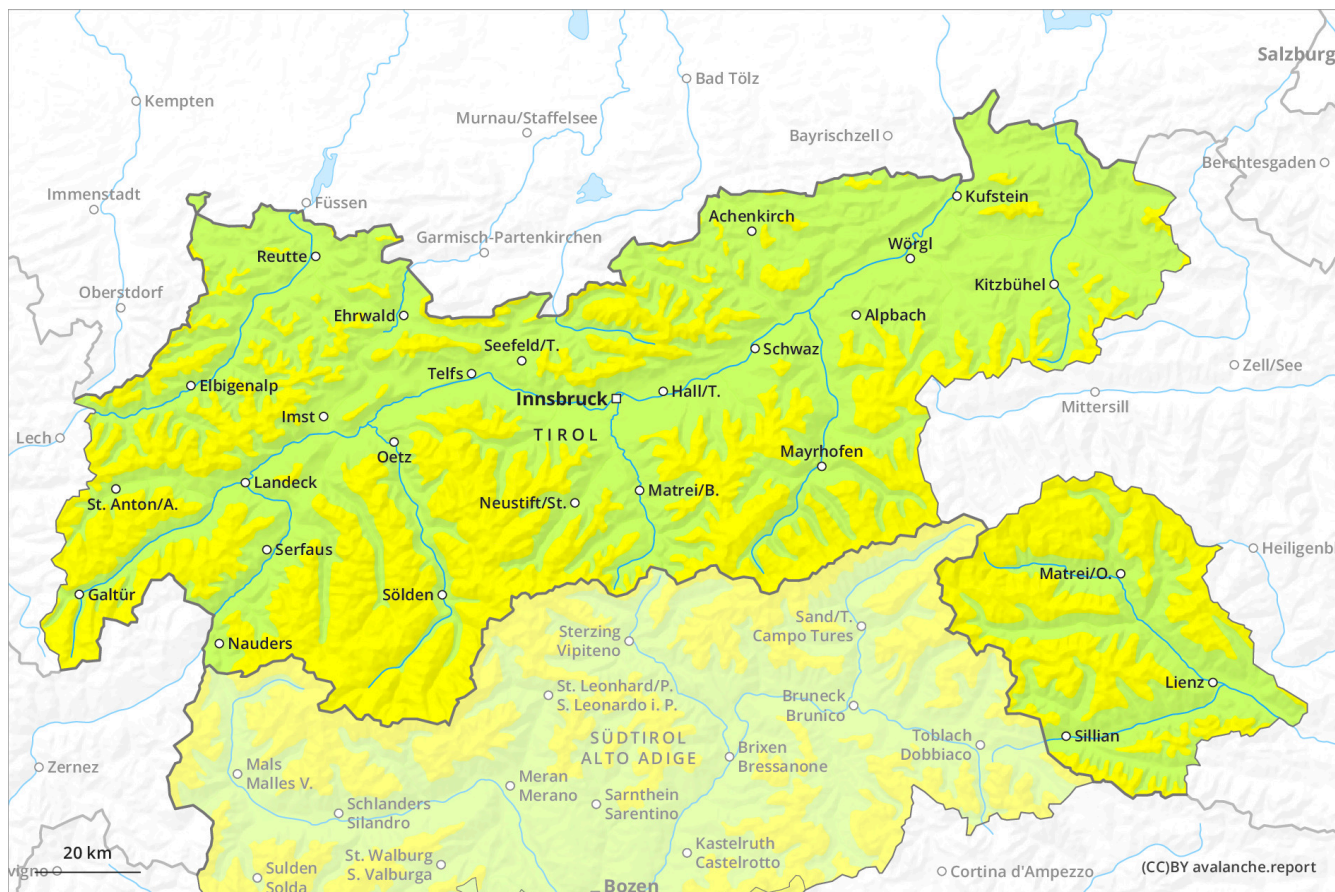 Salzburg
Kempten
Bad Tölz
Murnau/Staffelsee
Bayrischzell
Berchtesgaden
Immenstadt
Füssen
Kufstein
Achenkirch
Garmisch-Partenkirchen
Wörgl
Reutte
Oberstdorf
Kitzbühel
Ehrwald
Alpbach
Seefeld/T.
Schwaz
Telfs
Zell/See
Elbigenalp
Innsbruck
Hall/T.
Mittersill
Imst
Lech
TIROL
Oetz
Mayrhofen
Landeck
Matrei/B.
St. Anton/A.
Neustift/St.
Serfaus
Heiligenb
Matrei/O.
Galtür
Sölden
Sand/T.
Campo Tures
Sterzing
Vipiteno
Nauders
Lienz
St. Leonhard/P.
S. Leonardo i. P.
Bruneck
Brunico
Sillian
SÜDTIROL
ALTO ADIGE
Toblach
Dobbiaco
Brixen
Bressanone
Zernez
Mals
Malles V.
Meran
Merano
Schlanders
Silandro
Sarnthein
Sarentino
20 km
Kastelruth
Castelrotto
St. Walburg
S. Valburga
vigno
Sulden
Solda
Cortina d'Ampezzo
(CC)BY avalanche.report
Bozen